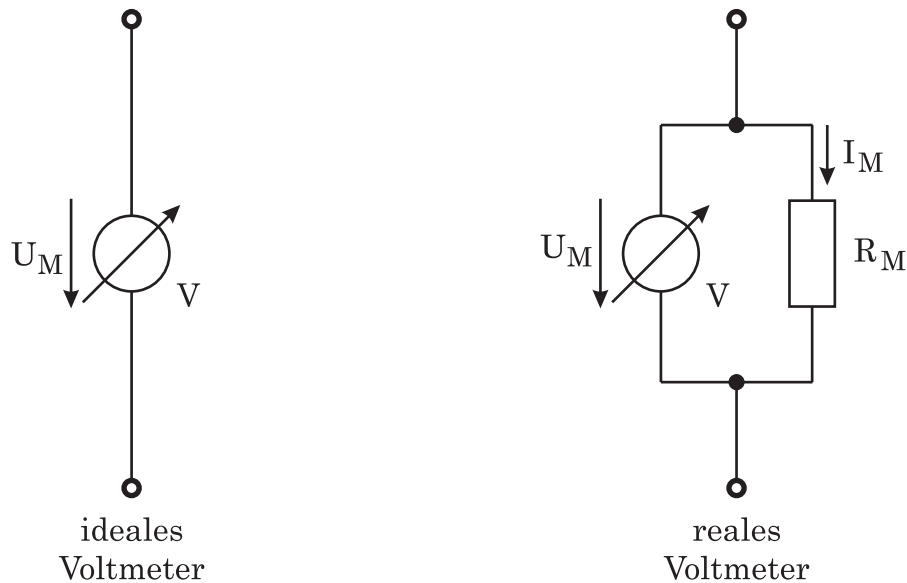 U_M
V
ideales
Voltmeter
U_M
V
I_M
R_M
reales
Voltmeter